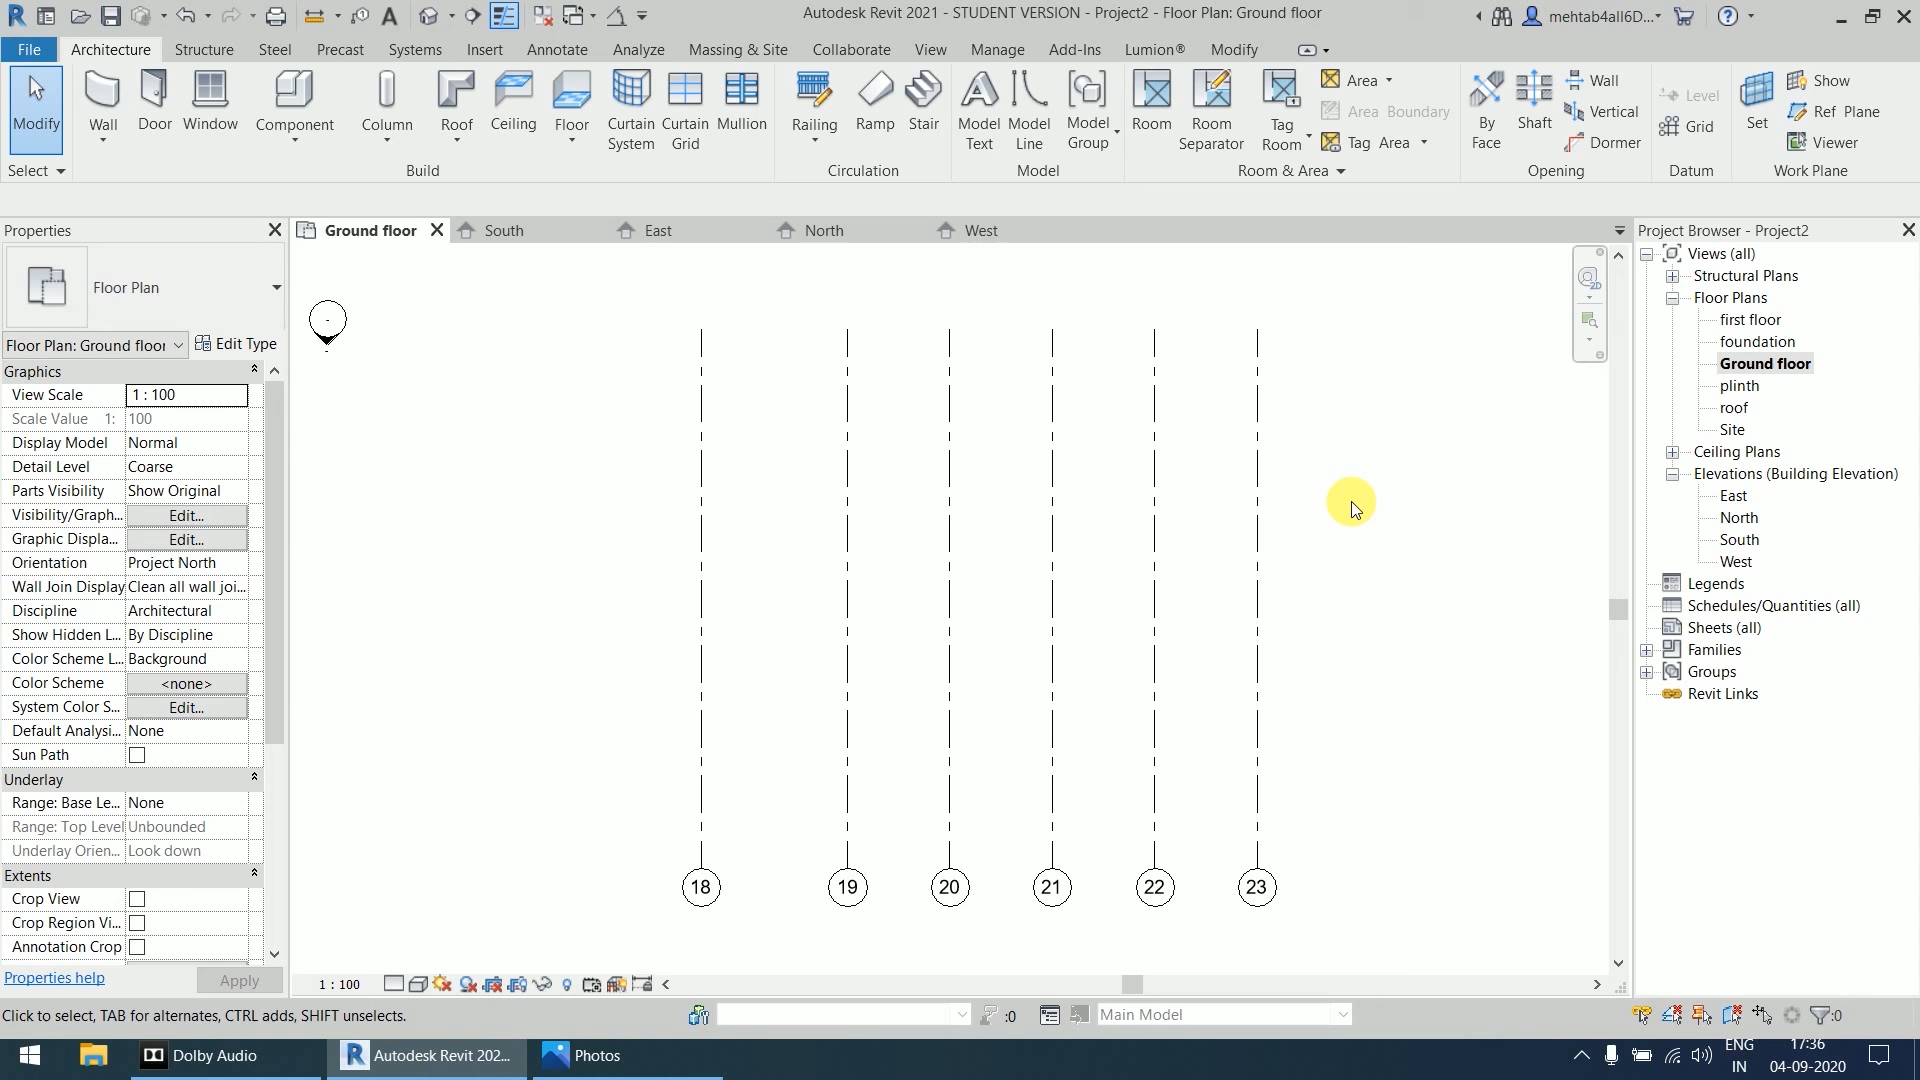 Autodesk Revit 2021 - STUDENT VERSION - Project2 - Floor Plan: Ground floor
mehtab4all6D...
File Architecture Structure Steel Precast Systems Insert Annotate Analyze Massing & Site Collaborate View Manage Add-Ins Lumion® Modify
Modify Wall Door Window Component Column Roof Ceiling Floor Curtain System Curtain Grid Mullion Railing Ramp Stair Model Text Model Line Model Group Room Room Separator Tag Room
Area
Area Boundary
Tag Area
By Face Shaft Wall Vertical Dormer
Level
Grid
Set Show Ref Plane Viewer
Select Build Circulation Model Room & Area Opening Datum Work Plane
Properties
Floor Plan
Floor Plan: Ground floor Edit Type
Graphics
View Scale 1 : 100
Scale Value 1: 100
Display Model Normal
Detail Level Coarse
Parts Visibility Show Original
Visibility/Graph... Edit...
Graphic Displa... Edit...
Orientation Project North
Wall Join Display Clean all wall joi...
Discipline Architectural
Show Hidden L... By Discipline
Color Scheme L... Background
Color Scheme <none>
System Color S... Edit...
Default Analysi... None
Sun Path
Underlay
Range: Base Le... None
Range: Top Level Unbounded
Underlay Orien... Look down
Extents
Crop View
Crop Region Vi...
Annotation Crop
Properties help Apply
Ground floor South East North West
2D
18 19 20 21 22 23
1 : 100
Project Browser - Project2
Views (all)
Structural Plans
Floor Plans
first floor
foundation
Ground floor
plinth
roof
Site
Ceiling Plans
Elevations (Building Elevation)
East
North
South
West
Legends
Schedules/Quantities (all)
Sheets (all)
Families
Groups
Revit Links
Click to select, TAB for alternates, CTRL adds, SHIFT unselects.
:0
Main Model
:0
Dolby Audio Autodesk Revit 202... Photos
ENG
IN
17:36
04-09-2020